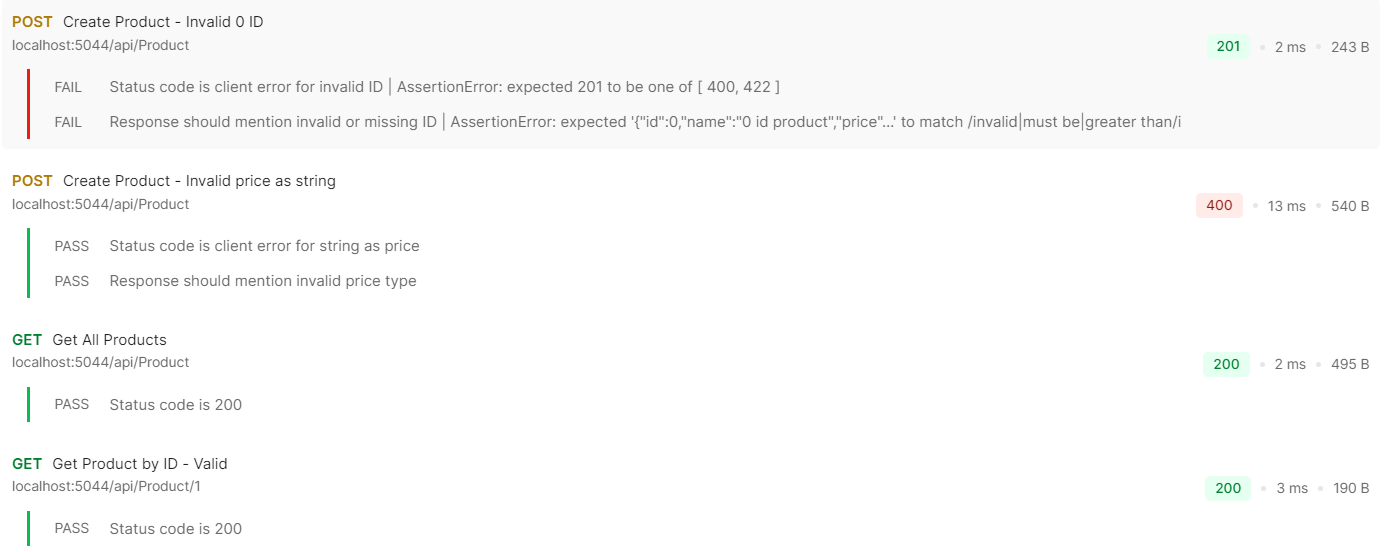 POST Create Product - Invalid 0 ID
localhost:5044/api/Product
201 • 2 ms • 243 B
FAIL Status code is client error for invalid ID | AssertionError: expected 201 to be one of [ 400, 422 ]
FAIL Response should mention invalid or missing ID | AssertionError: expected '{"id":0,"name":"0 id product","price"…' to match /invalid|must be|greater than/i
POST Create Product - Invalid price as string
localhost:5044/api/Product
400 • 13 ms • 540 B
PASS Status code is client error for string as price
PASS Response should mention invalid price type
GET Get All Products
localhost:5044/api/Product
200 • 2 ms • 495 B
PASS Status code is 200
GET Get Product by ID - Valid
localhost:5044/api/Product/1
200 • 3 ms • 190 B
PASS Status code is 200